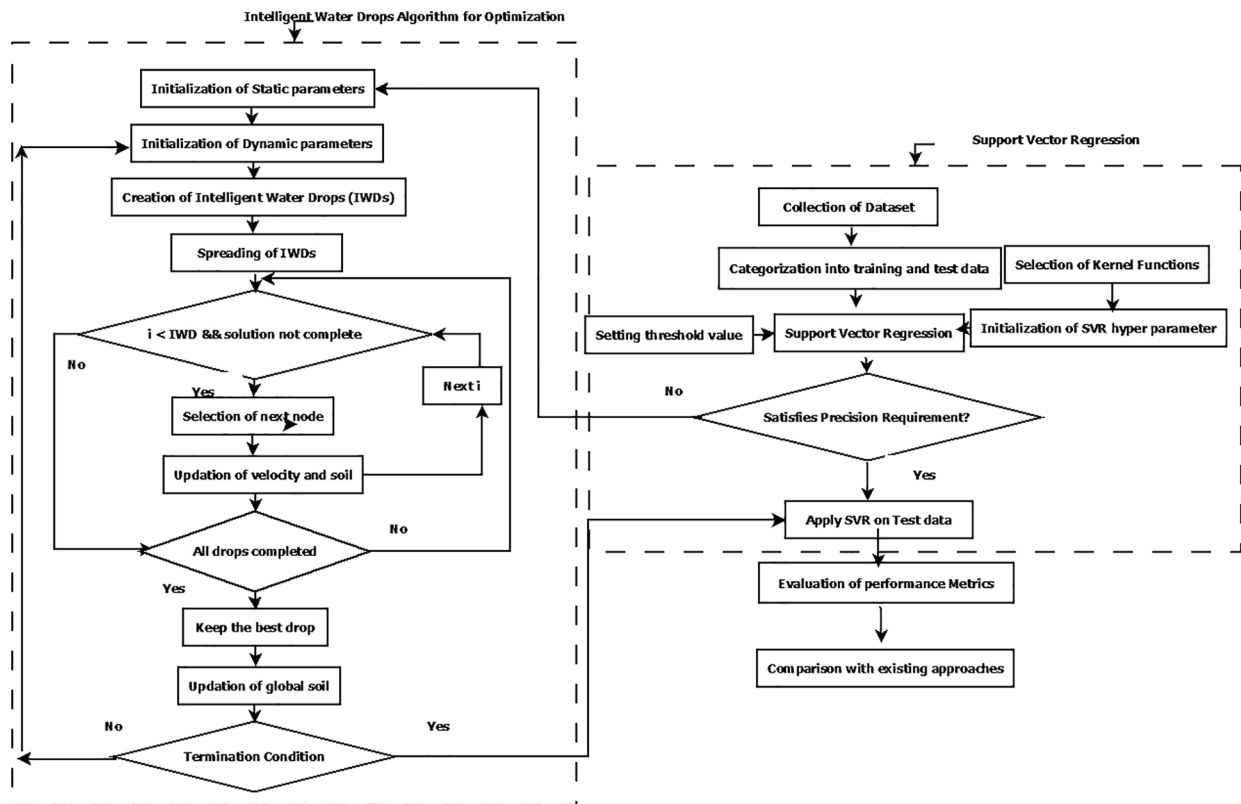 Intelligent Water Drops Algorithm for Optimization
Initialization of Static parameters
Initialization of Dynamic parameters
Creation of Intelligent Water Drops (IWDs)
Spreading of IWDs
i < IWD && solution not complete
No
Yes
Next i
Selection of next node
Updation of velocity and soil
All drops completed
No
Yes
Keep the best drop
Updation of global soil
No
Yes
Termination Condition
Support Vector Regression
Collection of Dataset
Categorization into training and test data
Selection of Kernel Functions
Setting threshold value
Support Vector Regression
Initialization of SVR hyper parameter
No
Satisfies Precision Requirement?
Yes
Apply SVR on Test data
Evaluation of performance Metrics
Comparison with existing approaches